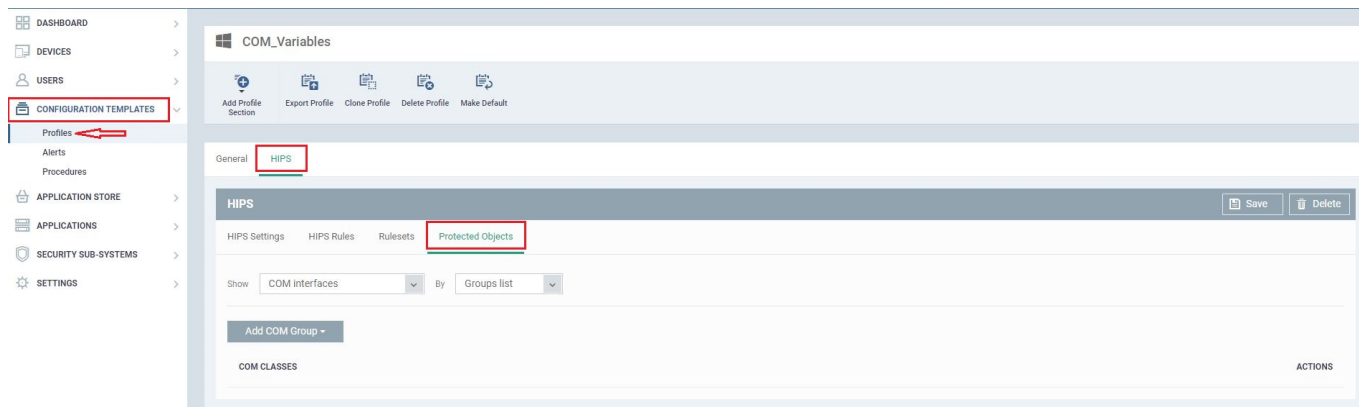 DASHBOARD
DEVICES
USERS
CONFIGURATION TEMPLATES
Profiles
Alerts
Procedures
APPLICATION STORE
APPLICATIONS
SECURITY SUB-SYSTEMS
SETTINGS
COM_Variables
Add Profile Section
Export Profile
Clone Profile
Delete Profile
Make Default
General HIPS
HIPS Save Delete
HIPS Settings HIPS Rules Rulesets Protected Objects
Show COM interfaces By Groups list
Add COM Group
COM CLASSES ACTIONS